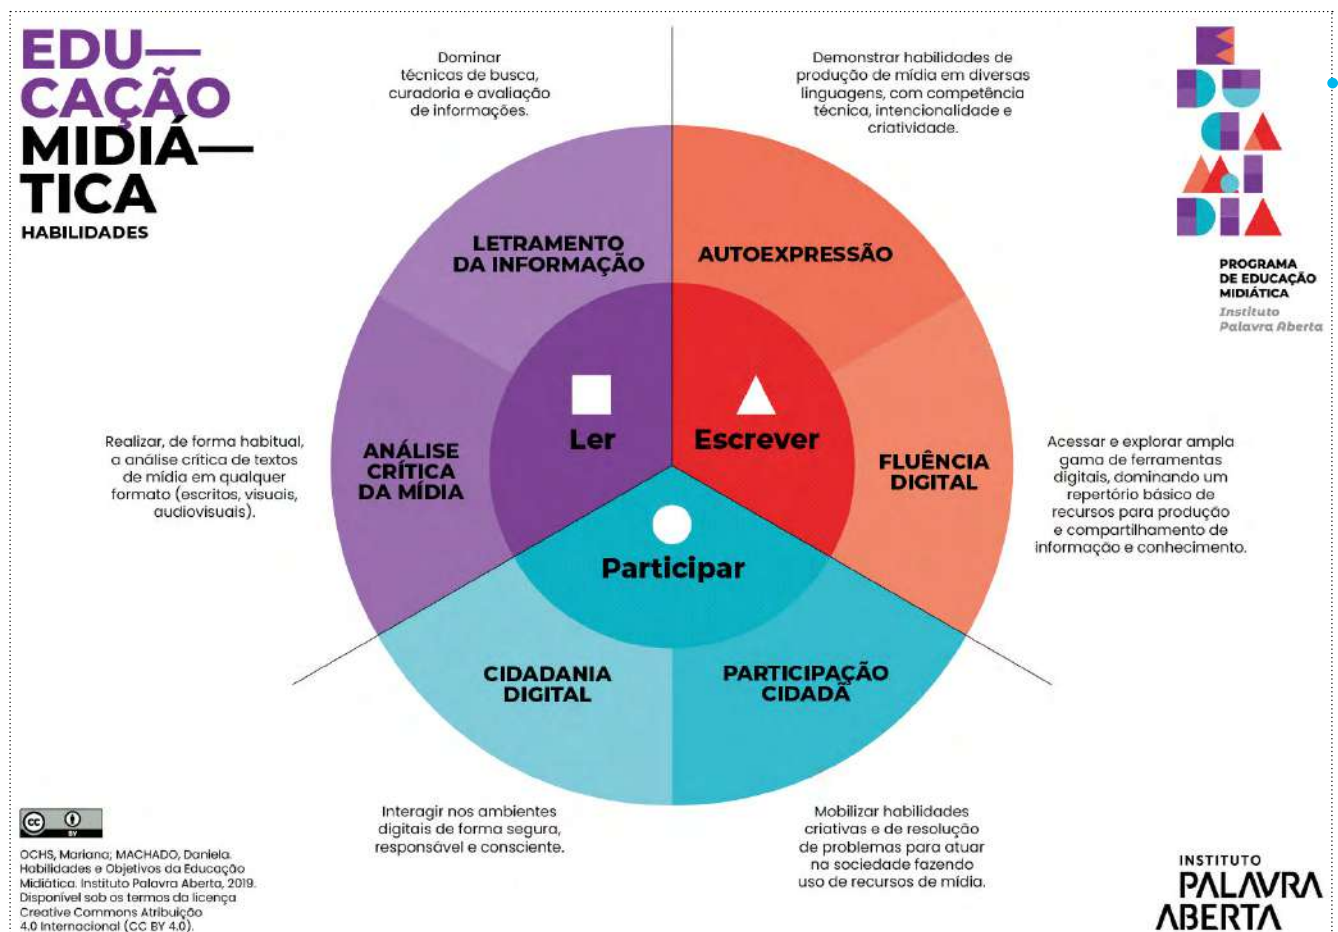 EDU—
CAÇÃO
MIDIÁ—
TICA
HABILIDADES
Dominar
técnicas de busca,
curadoria e avaliação
de informações.
Demonstrar habilidades de
produção de mídia em diversas
linguagens, com competência
técnica, intencionalidade e
criatividade.
E
DU
CA
MI
DIA
PROGRAMA
DE EDUCAÇÃO
MIDIÁTICA
Instituto
Palavra Aberta
LETRAMENTO
DA INFORMAÇÃO
AUTOEXPRESSÃO
Ler
Escrever
Participar
Realizar, de forma habitual,
a análise crítica de textos
de mídia em qualquer
formato (escritos, visuais,
audiovisuais).
ANÁLISE
CRÍTICA
DA MÍDIA
FLUÊNCIA
DIGITAL
Acessar e explorar ampla
gama de ferramentas
digitais, dominando um
repertório básico de
recursos para produção
e compartilhamento de
informação e conhecimento.
CIDADANIA
DIGITAL
PARTICIPAÇÃO
CIDADÃ
Interagir nos ambientes
digitais de forma segura,
responsável e consciente.
Mobilizar habilidades
criativas e de resolução
de problemas para atuar
na sociedade fazendo
uso de recursos de mídia.
cc
BY
OCHS, Mariana; MACHADO, Daniela.
Habilidades e Objetivos da Educação
Midiática. Instituto Palavra Aberta, 2019.
Disponível sob os termos da licença
Creative Commons Atribuição
4.0 Internacional (CC BY 4.0).
INSTITUTO
PALAVRA
ABERTA